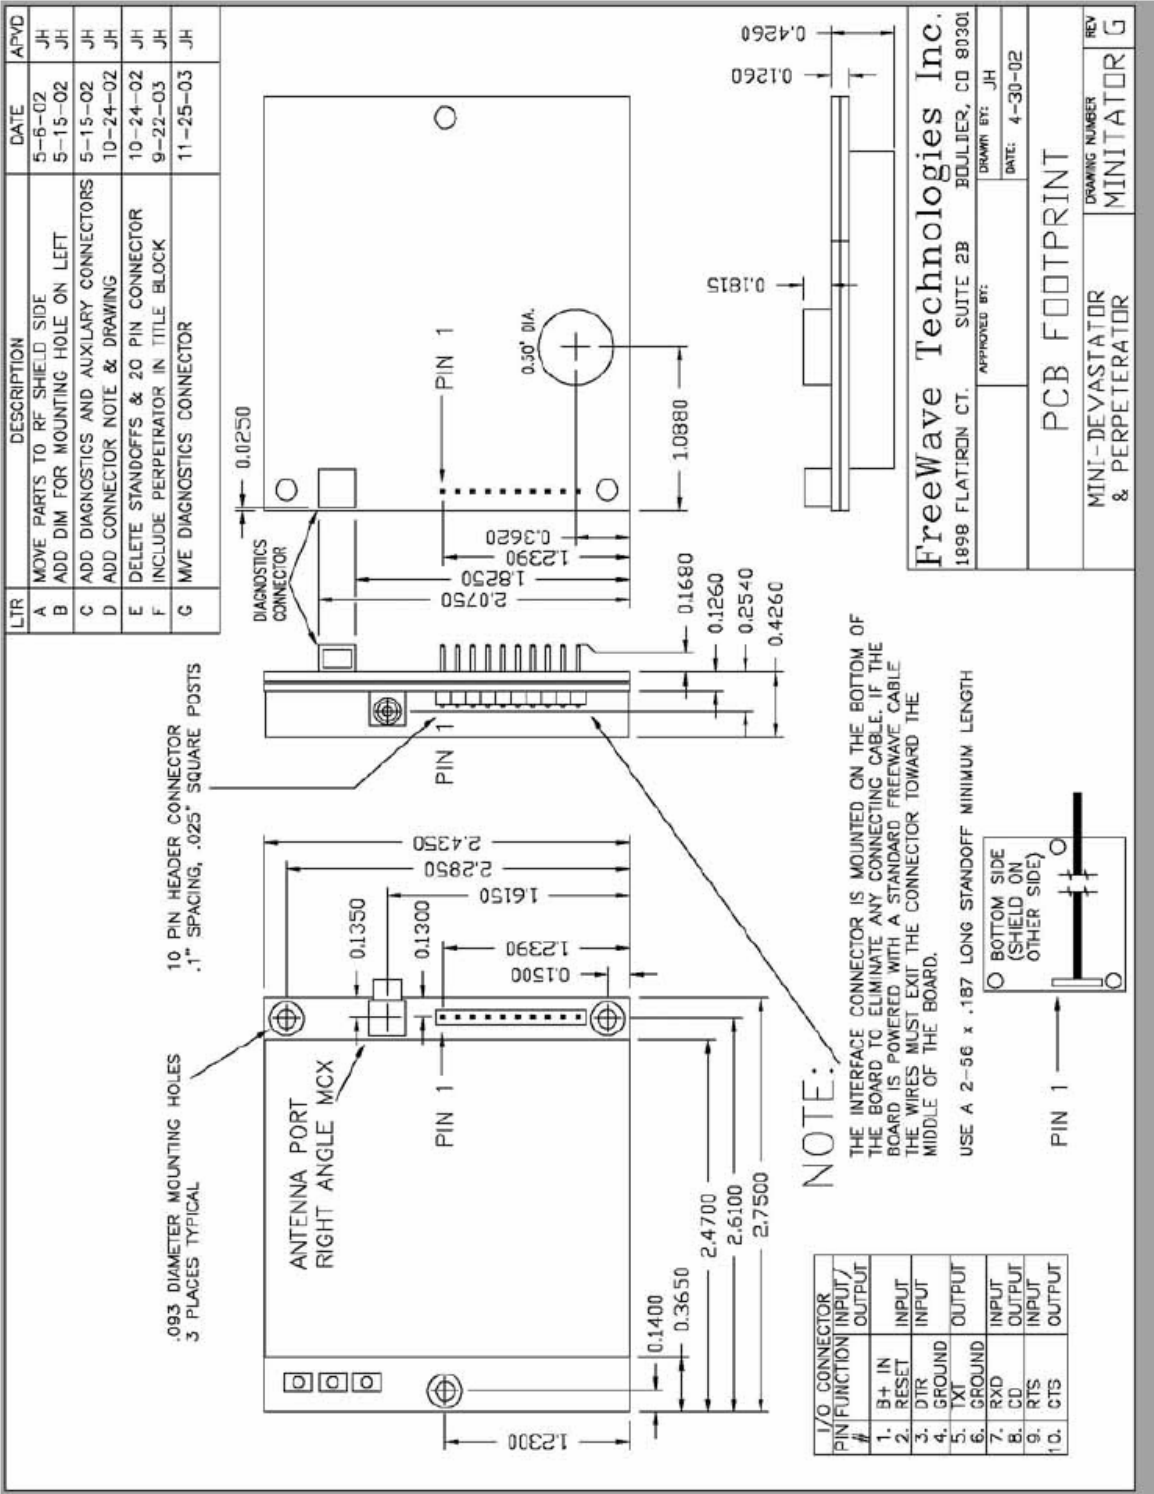 LTR DESCRIPTION DATE APVD
A MOVE PARTS TO RF SHIELD SIDE 5-6-02 JH
B ADD DIM FOR MOUNTING HOLE ON LEFT 5-15-02 JH
C ADD DIAGNOSTICS AND AUXILARY CONNECTORS 5-15-02 JH
D ADD CONNECTOR NOTE & DRAWING 10-24-02 JH
E DELETE STANDOFFS & 20 PIN CONNECTOR 10-24-02 JH
F INCLUDE PERPETRATOR IN TITLE BLOCK 9-22-03 JH
G MVE DIAGNOSTICS CONNECTOR 11-25-03 JH
.093 DIAMETER MOUNTING HOLES
3 PLACES TYPICAL
10 PIN HEADER CONNECTOR
.1" SPACING, .025" SQUARE POSTS
DIAGNOSTICS
CONNECTOR
0.0250
ANTENNA PORT
RIGHT ANGLE MCX
PIN 1
0.1350
0.1300
2.4350
2.2850
1.6150
1.2390
0.1500
1.2300
0.1400
0.3650
2.4700
2.6100
2.7500
PIN 1
0.1680
0.1260
0.2540
0.4260
2.0750
1.8250
1.2390
0.3620
PIN 1
0.50" DIA.
1.0880
0.1815
0.1260
0.4260
NOTE:
THE INTERFACE CONNECTOR IS MOUNTED ON THE BOTTOM OF
THE BOARD TO ELIMINATE ANY CONNECTING CABLE. IF THE
BOARD IS POWERED WITH A STANDARD FREEWAVE CABLE
THE WIRES MUST EXIT THE CONNECTOR TOWARD THE
MIDDLE OF THE BOARD.
USE A 2-56 x .187 LONG STANDOFF MINIMUM LENGTH
BOTTOM SIDE
(SHIELD ON
OTHER SIDE)
PIN 1
I/O CONNECTOR
PIN # FUNCTION INPUT/OUTPUT
1. B+ IN
2. RESET INPUT
3. DTR INPUT
4. GROUND
5. TXT OUTPUT
6. GROUND
7. RXD INPUT
8. CD OUTPUT
9. RTS INPUT
10. CTS OUTPUT
FreeWave Technologies Inc.
1898 FLATIRON CT. SUITE 2B BOULDER, CO 80301
APPROVED BY: DRAWN BY: JH
DATE: 4-30-02
PCB FOOTPRINT
MINI-DEVASTATOR
& PERPETERATOR
DRAWING NUMBER
MINITATOR
REV
G